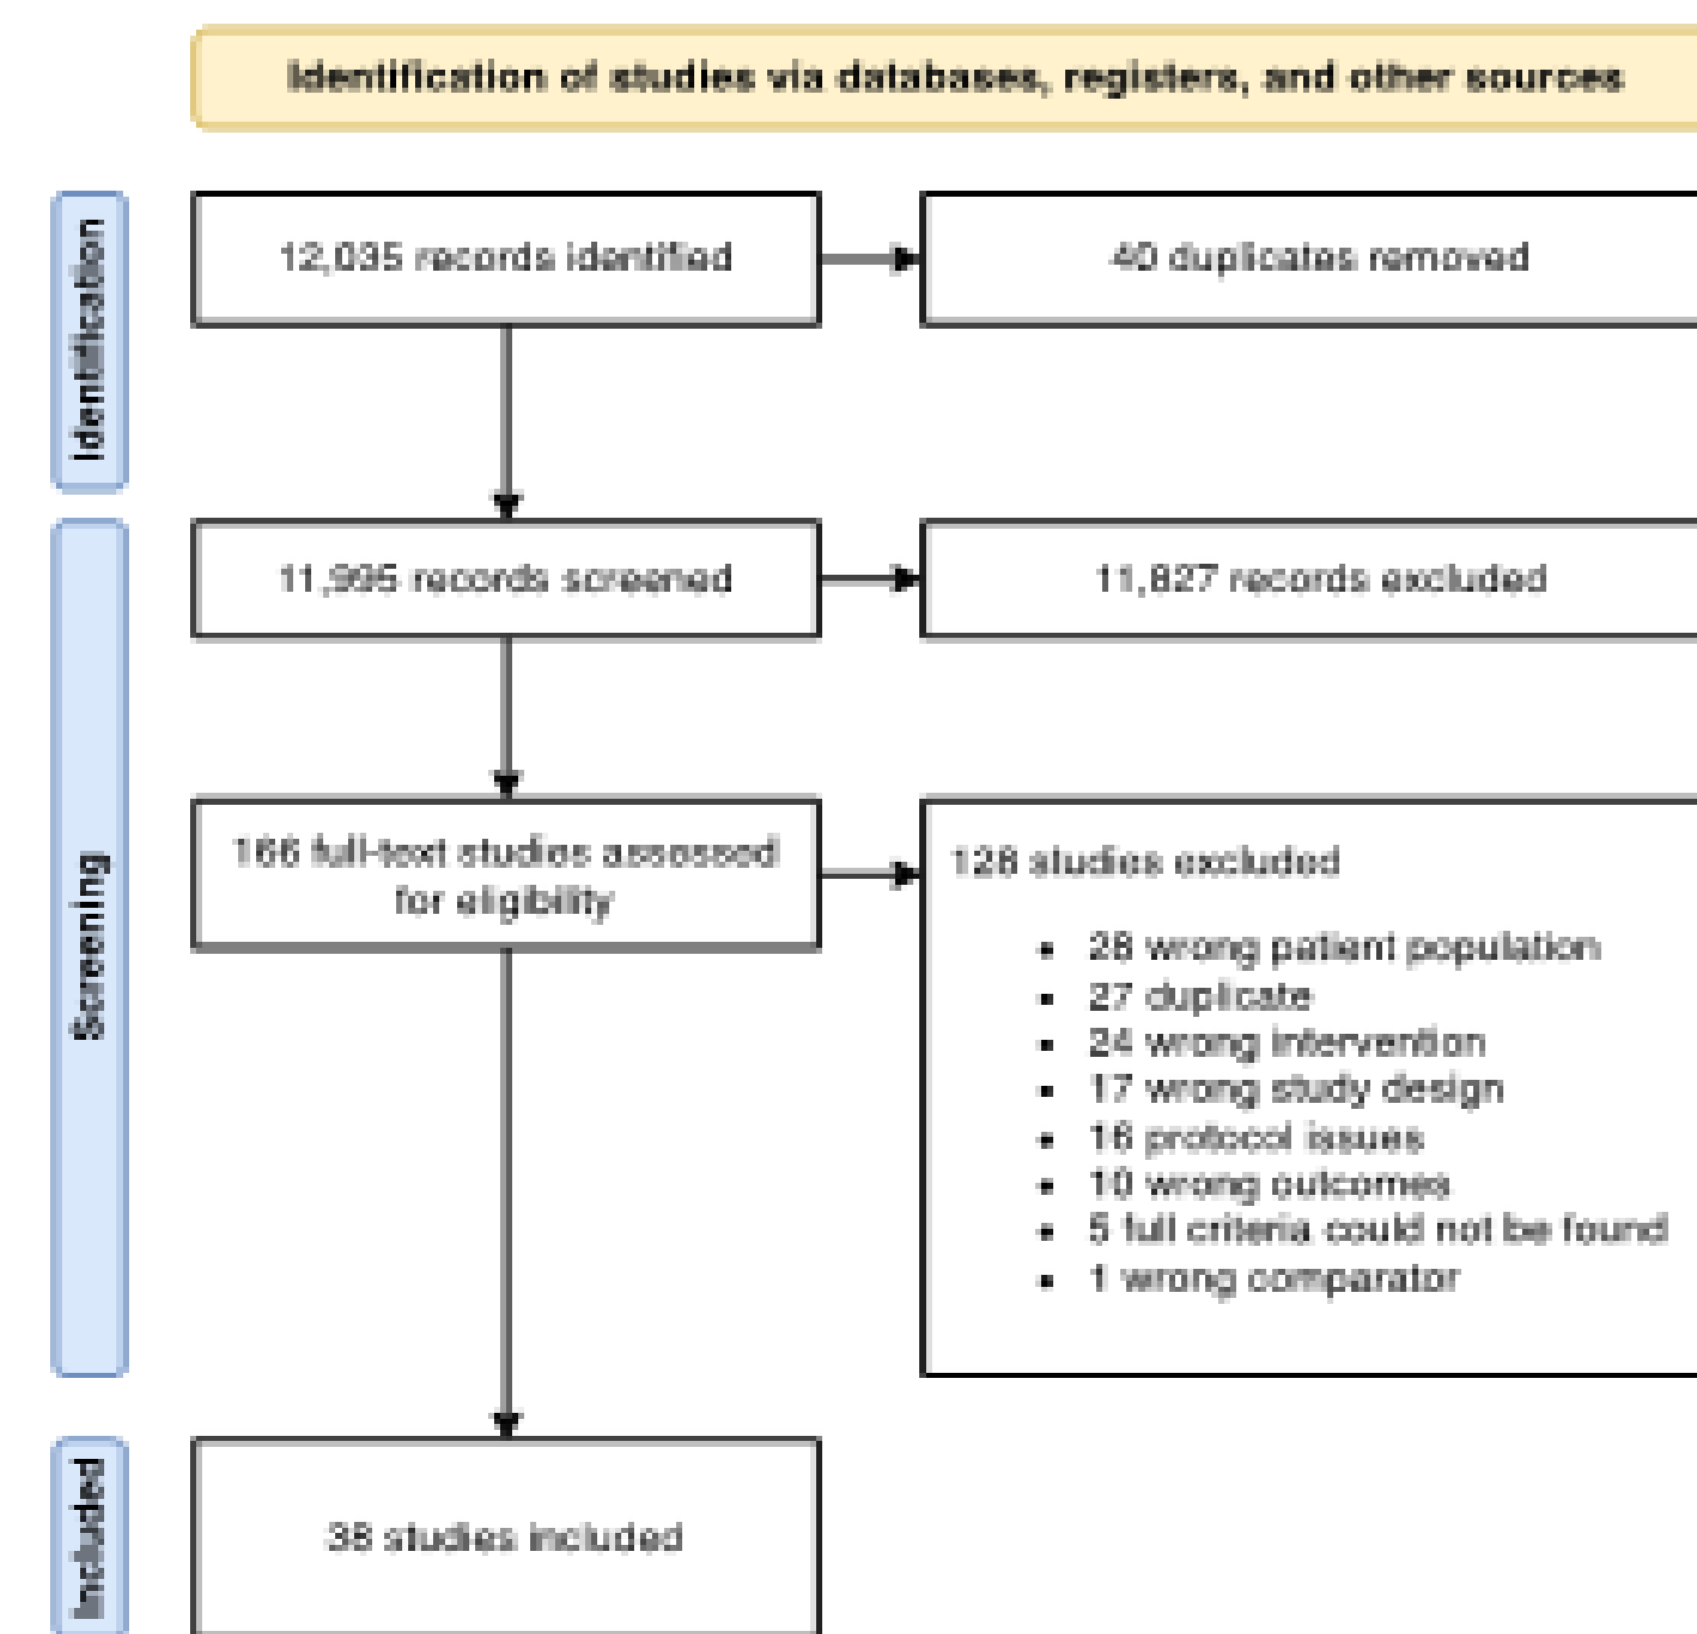 Identification of studies via databases, registers, and other sources
Identification
12,035 records identified
40 duplicates removed
Screening
11,995 records screened
11,827 records excluded
166 full-text studies assessed
for eligibility
128 studies excluded
• 28 wrong patient population
• 27 duplicate
• 24 wrong intervention
• 17 wrong study design
• 16 protocol issues
• 10 wrong outcomes
• 5 full criteria could not be found
• 1 wrong comparator
Included
38 studies included